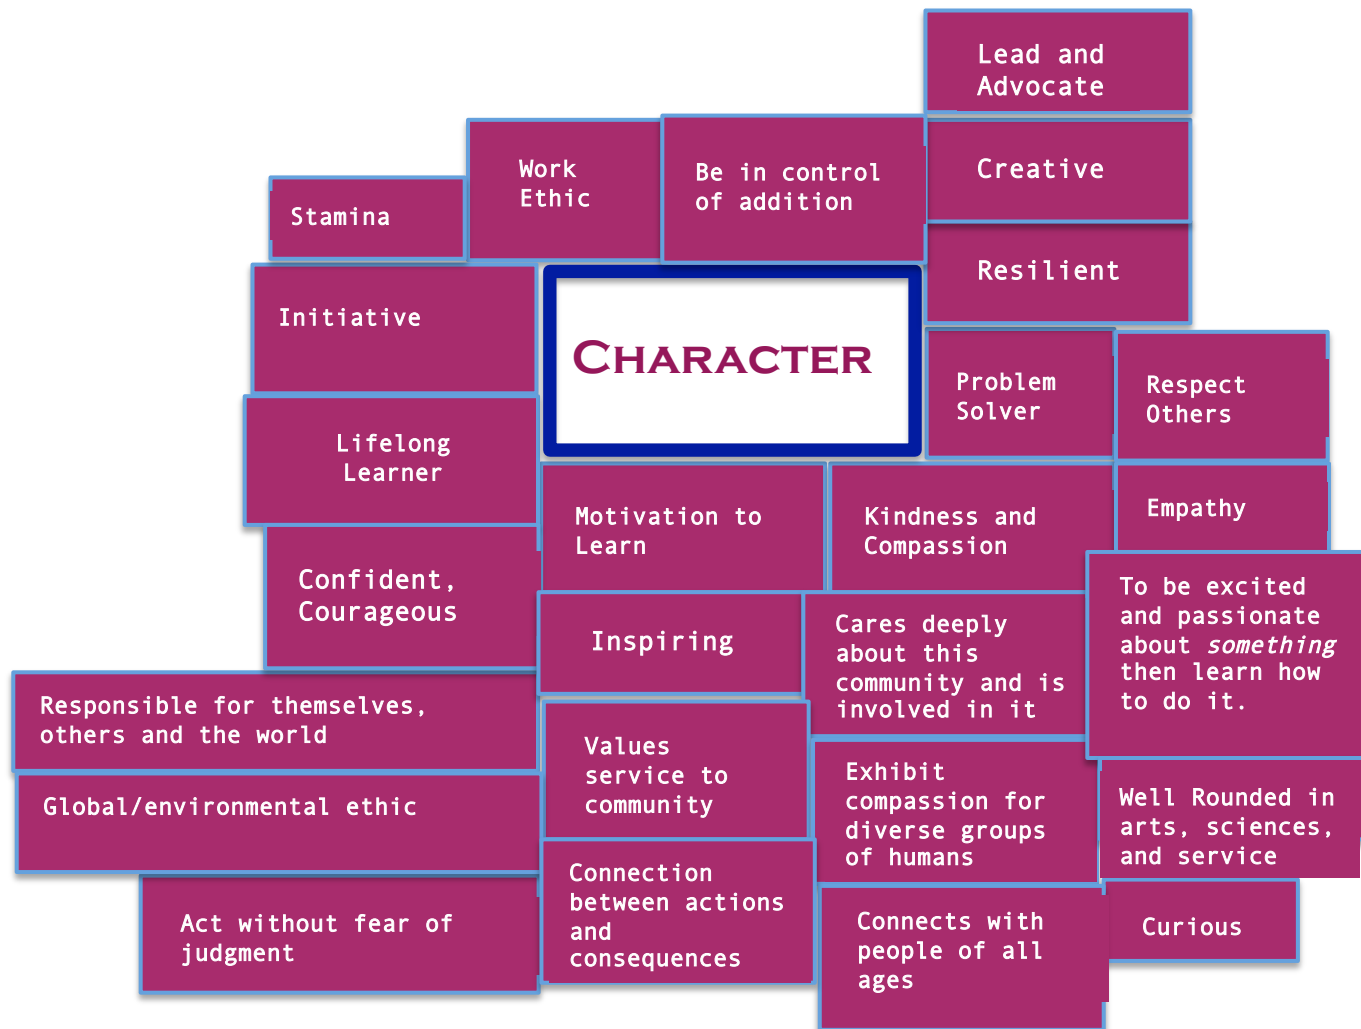 Lead and
Advocate
Work
Ethic
Be in control
of addition
Creative
Stamina
Resilient
Initiative
CHARACTER
Problem
Solver
Respect
Others
Lifelong
Learner
Motivation to
Learn
Kindness and
Compassion
Empathy
Confident,
Courageous
Inspiring
Cares deeply
about this
community and is
involved in it
To be excited
and passionate
about something
then learn how
to do it.
Responsible for themselves,
others and the world
Values
service to
community
Exhibit
compassion for
diverse groups
of humans
Well Rounded in
arts, sciences,
and service
Global/environmental ethic
Connection
between actions
and
consequences
Act without fear of
judgment
Connects with
people of all
ages
Curious